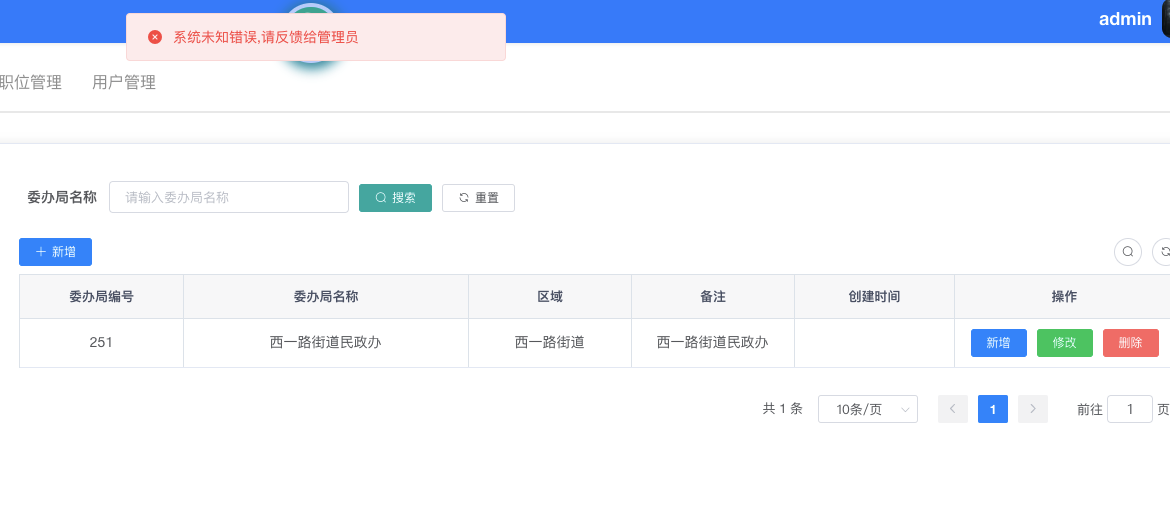 admin
系统未知错误,请反馈给管理员
职位管理 用户管理
委办局名称 请输入委办局名称 搜索 重置
新增
委办局编号 委办局名称 区域 备注 创建时间 操作
251 西一路街道民政办 西一路街道 西一路街道民政办 新增 修改 删除
共 1 条 10条/页 1 前往 1 页